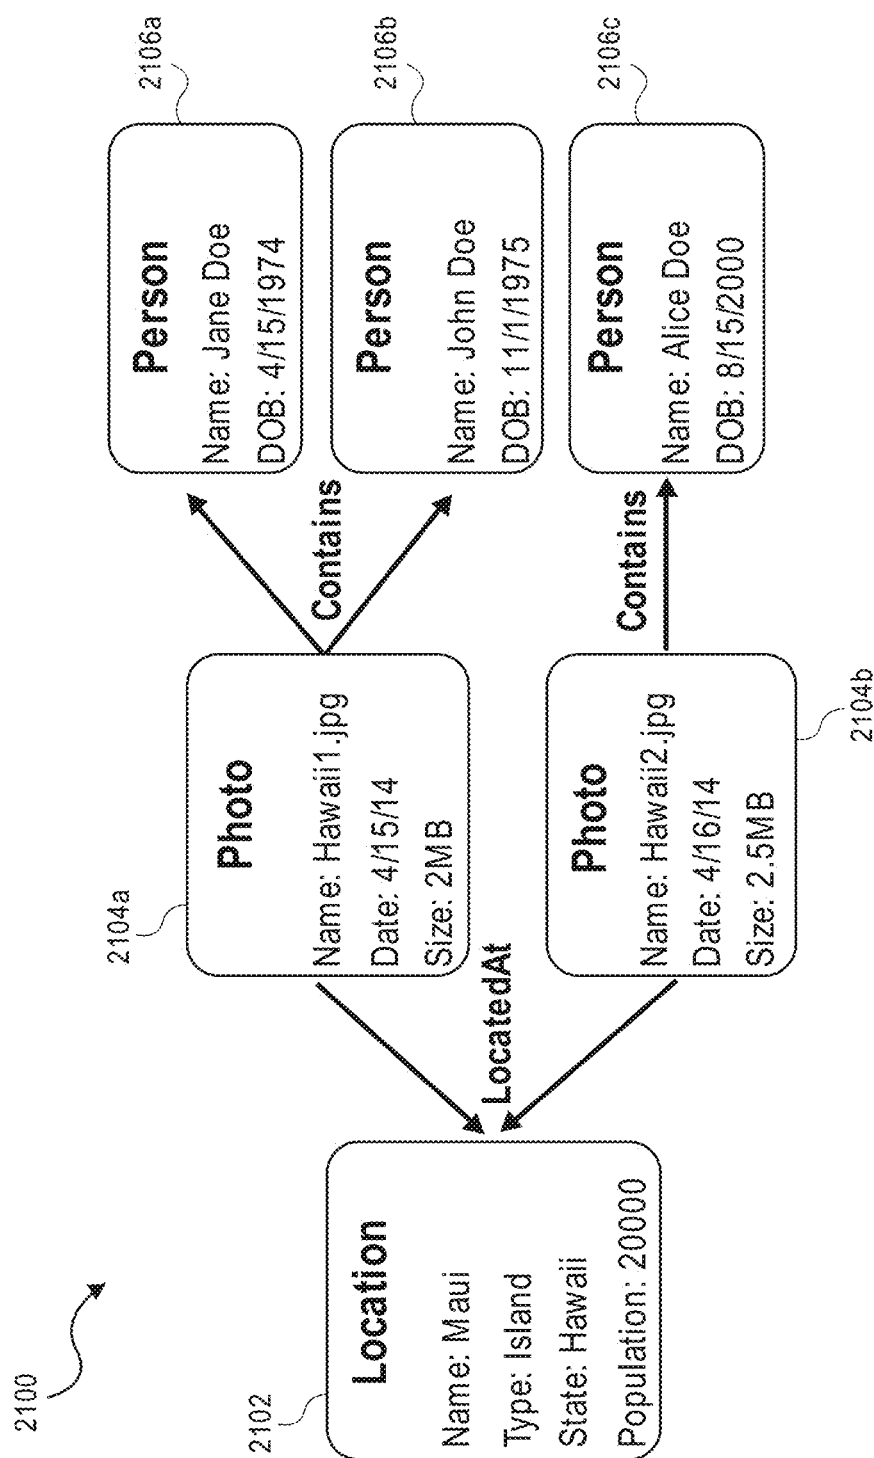 2100
2102
Location
Name: Maui
Type: Island
State: Hawaii
Population: 20000
LocatedAt
2104a
Photo
Name: Hawaii1.jpg
Date: 4/15/14
Size: 2MB
Photo
Name: Hawaii2.jpg
Date: 4/16/14
Size: 2.5MB
2104b
Contains
Contains
Person
Name: Jane Doe
DOB: 4/15/1974
2106a
Person
Name: John Doe
DOB: 11/1/1975
2106b
Person
Name: Alice Doe
DOB: 8/15/2000
2106c